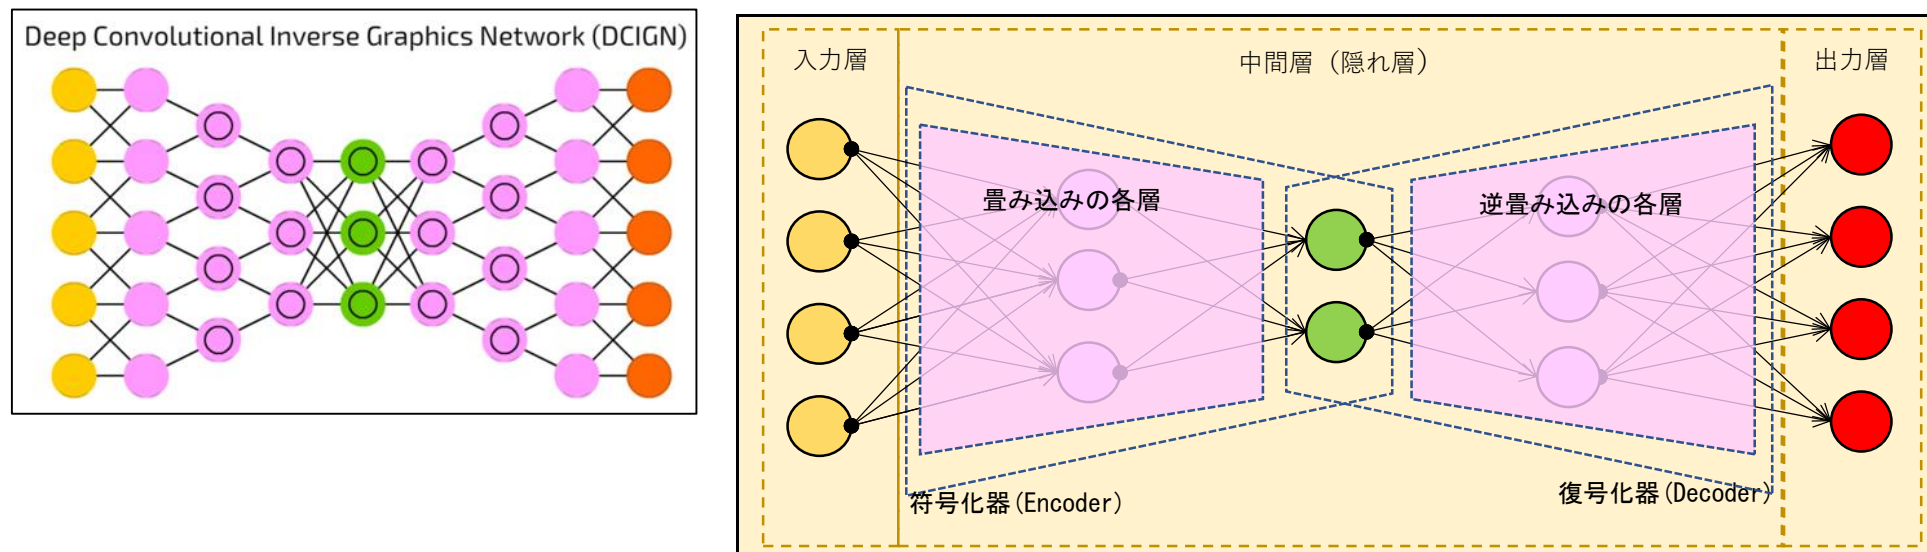 Deep Convolutional Inverse Graphics Network (DCIGN)
入力層
中間層（隠れ層）
出力層
畳み込みの各層
逆畳み込みの各層
符号化器(Encoder)
復号化器(Decoder)